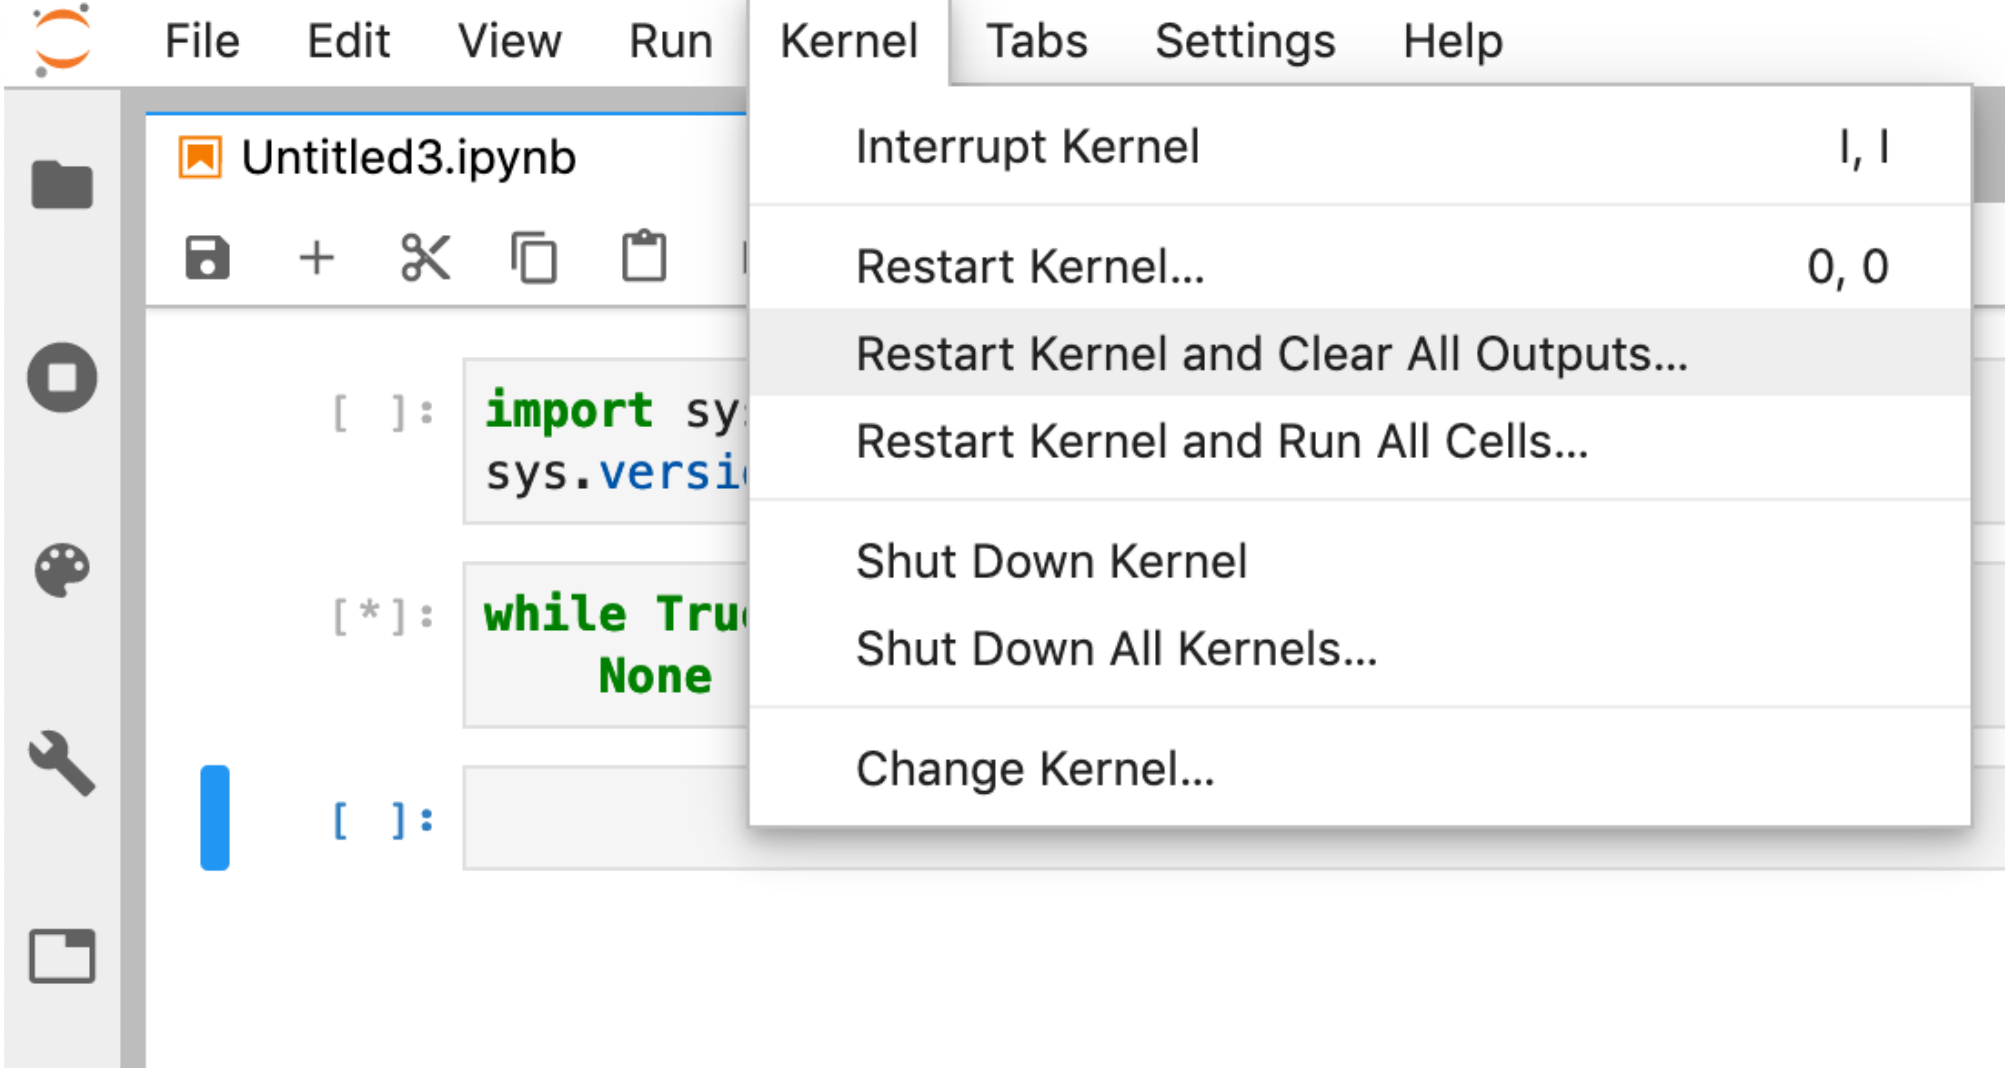 File Edit View Run Kernel Tabs Settings Help
Untitled3.ipynb
Interrupt Kernel I, I
Restart Kernel... 0, 0
Restart Kernel and Clear All Outputs...
Restart Kernel and Run All Cells...
Shut Down Kernel
Shut Down All Kernels...
Change Kernel...
[ ]: import sy
sys.versi
[*]: while Tru
None
[ ]: